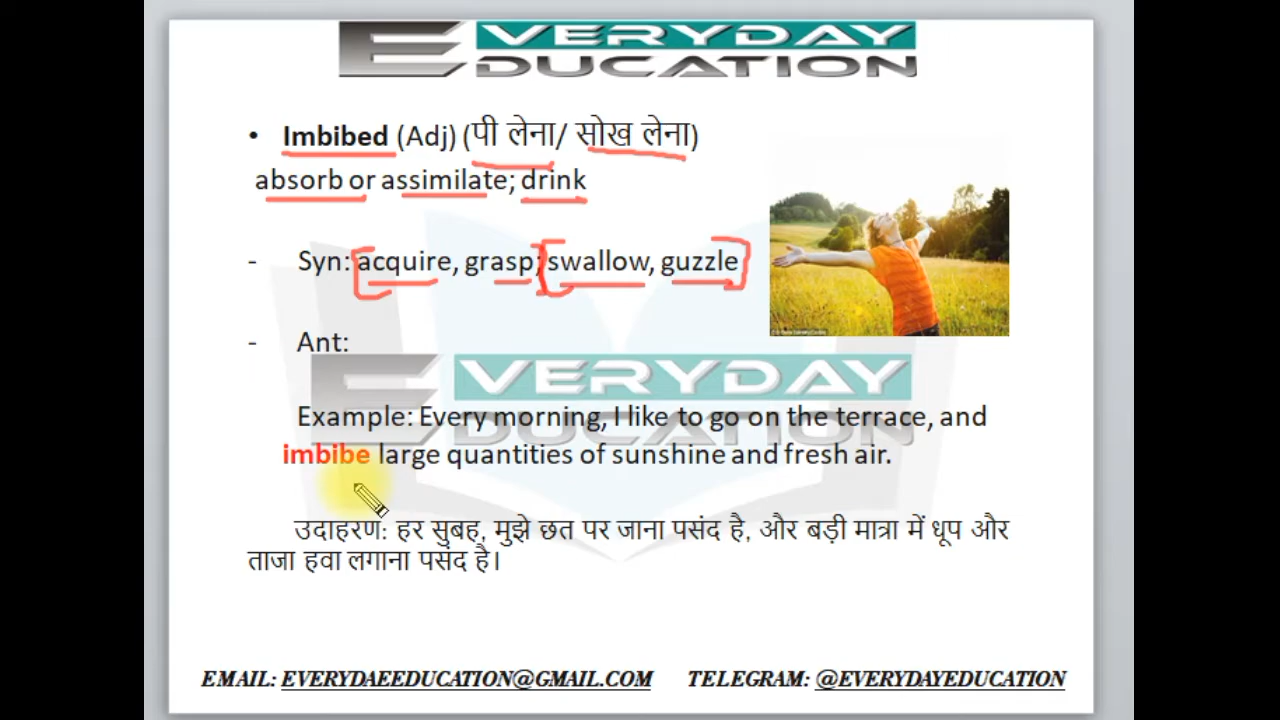 EVERYDAY
EDUCATION
• Imbibed (Adj) (पी लेना/ सोख लेना)
absorb or assimilate; drink
- Syn: acquire, grasp; swallow, guzzle
- Ant:
EVERYDAY
EDUCATION
Example: Every morning, I like to go on the terrace, and
imbibe large quantities of sunshine and fresh air.
उदाहरण: हर सुबह, मुझे छत पर जाना पसंद है, और बड़ी मात्रा में धूप और
ताजा हवा लगाना पसंद है।
EMAIL: EVERYDAEEDUCATION@GMAIL.COM TELEGRAM: @EVERYDAYEDUCATION